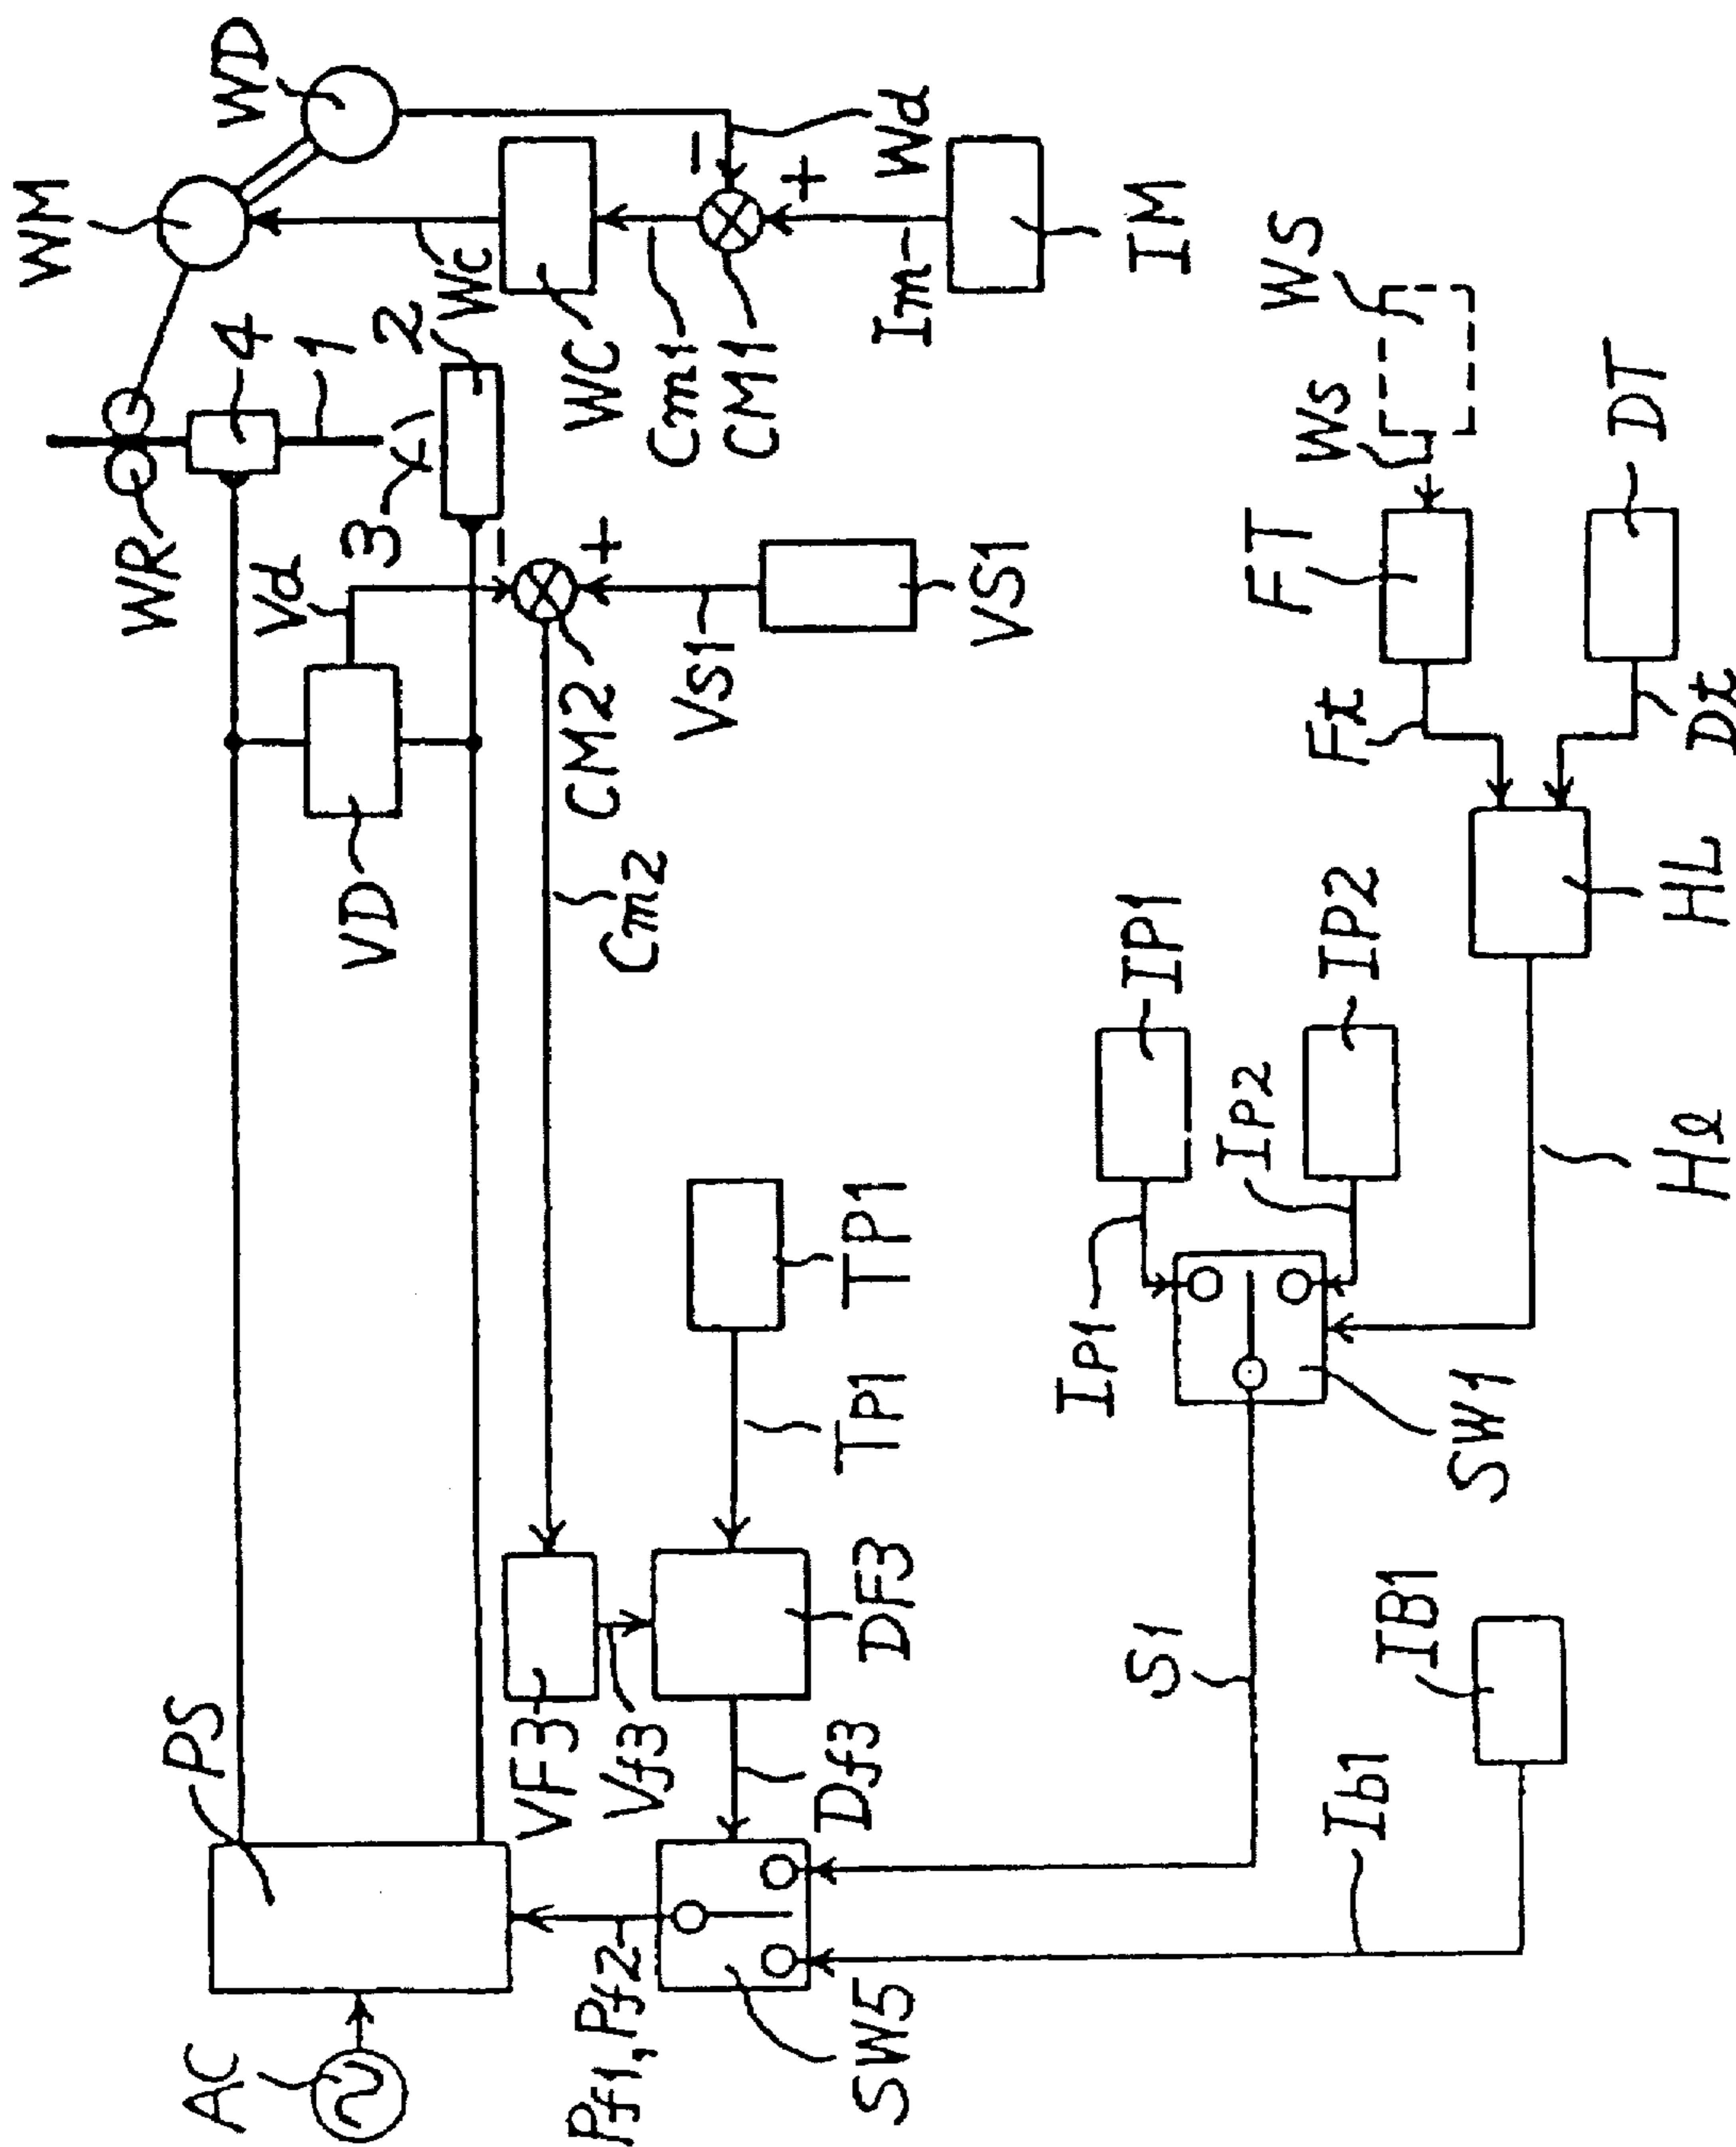 AC
PS
Pf1, Pf2
SW5
VF3
Vf3
DF3
Df3
TP1
TP1
S1
IB1
Ib1
SW1
IP1
Ip1
IP2
Ip2
Hl
HL
FT
Ft
DT
Dt
WS
Ws
VD
Vd
CM2
Cm2
VS1
Vs1
-
+
WR
4
1
2
3
WM
WD
Wc
WC
Wd
-
+
Cm1
CM1
Im
IM